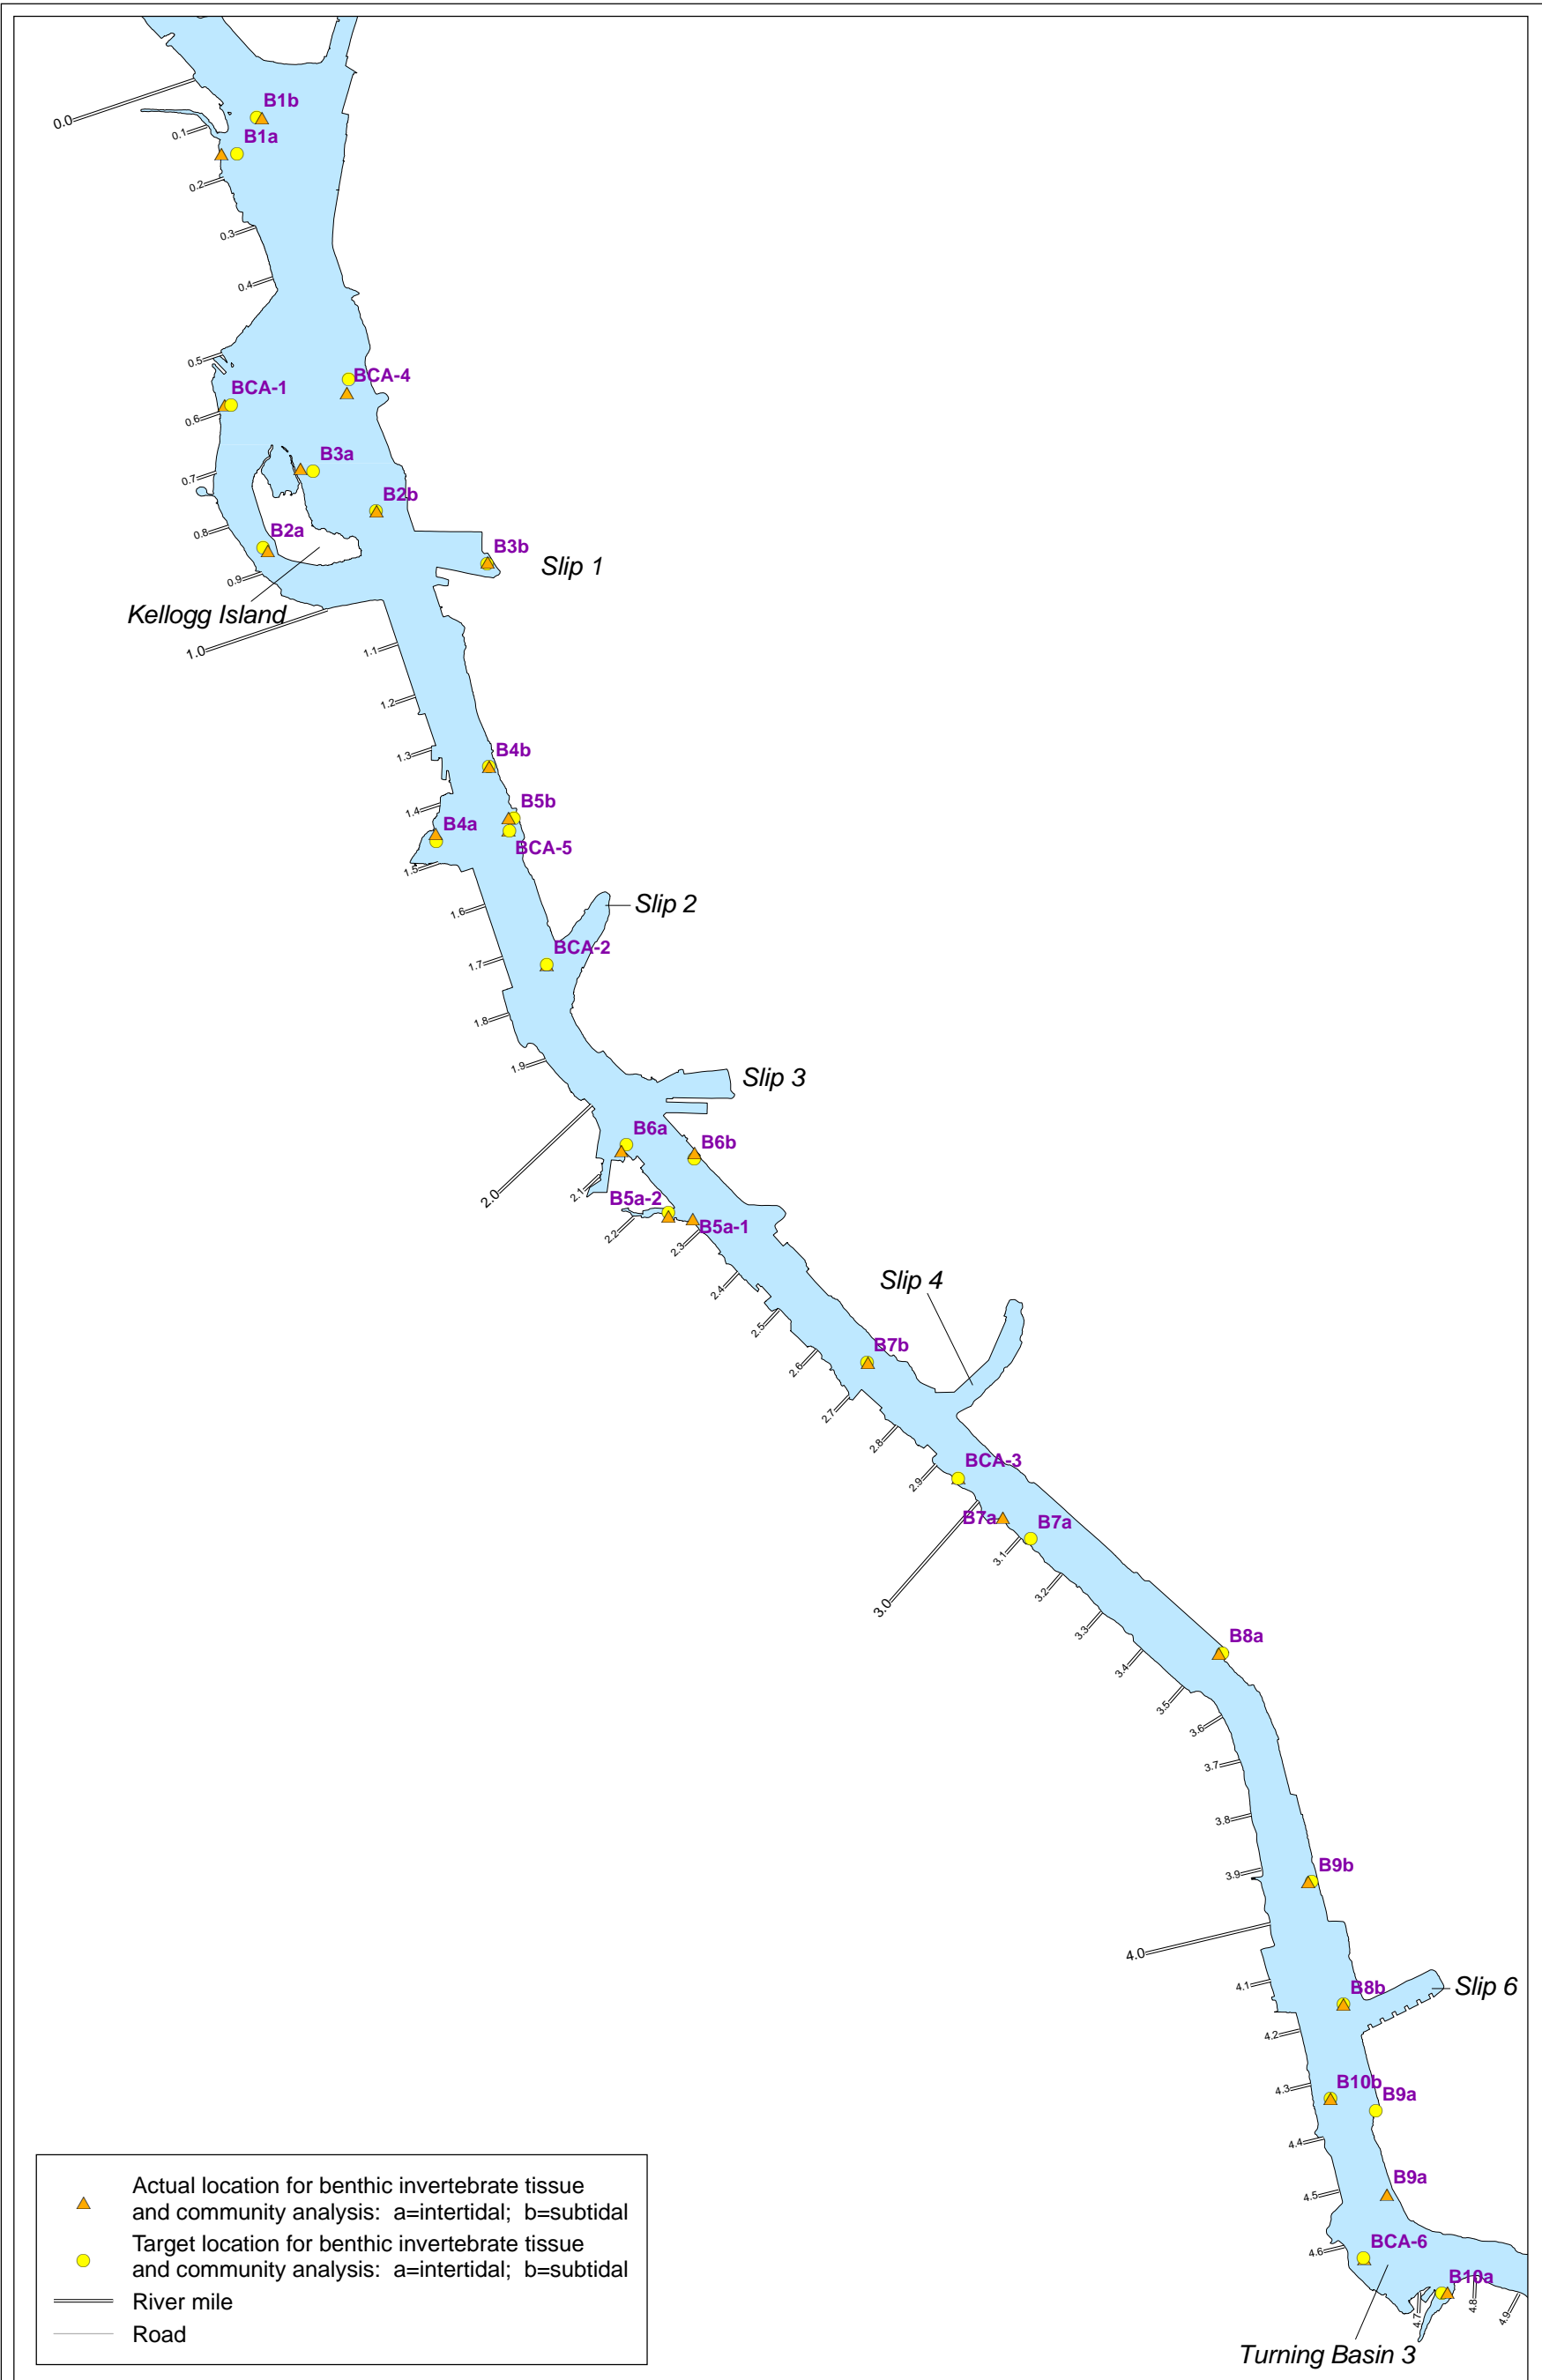 B1b
0.0
0.1
B1a
0.2
0.3
0.4
0.5
BCA-4
BCA-1
0.6
B3a
0.7
B2b
0.8
B2a
B3b
Slip 1
0.9
Kellogg Island
1.0
1.1
1.2
1.3
B4b
1.4
B5b
B4a
BCA-5
1.5
Slip 2
1.6
BCA-2
1.7
1.8
1.9
Slip 3
B6a
B6b
2.0
2.1
B5a-2
B5a-1
2.2
2.3
2.4
Slip 4
2.5
B7b
2.6
2.7
2.8
BCA-3
2.9
B7a
B7a
3.1
3.0
3.2
3.3
B8a
3.4
3.5
3.6
3.7
3.8
B9b
3.9
4.0
4.1
B8b
Slip 6
4.2
4.3
B10b
B9a
4.4
B9a
4.5
4.6
BCA-6
B10a
4.7
4.8
4.9
Turning Basin 3
Actual location for benthic invertebrate tissue
and community analysis: a=intertidal; b=subtidal
Target location for benthic invertebrate tissue
and community analysis: a=intertidal; b=subtidal
River mile
Road